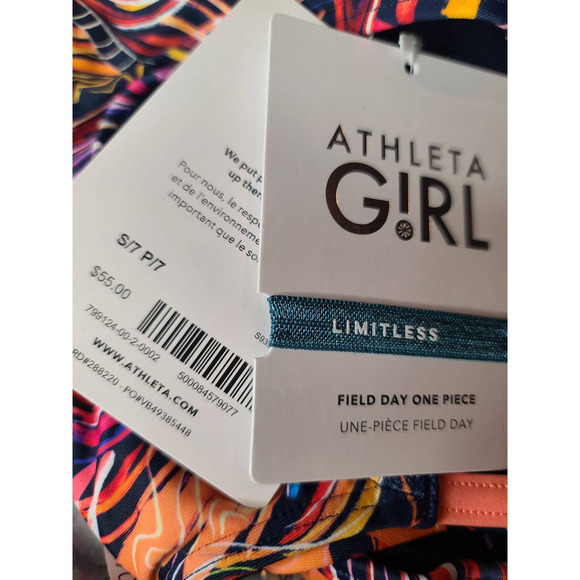 ATHLETA
G!RL
LIMITLESS
FIELD DAY ONE PIECE
UNE-PIÈCE FIELD DAY
We put
up ther
Pour nous, le
et de l'environneme
important que le so
S/7 P/7
$55.00
799124-00-2-0002
500084579077
WWW.ATHLETA.COM
RD#288220 - PO#VB49385448